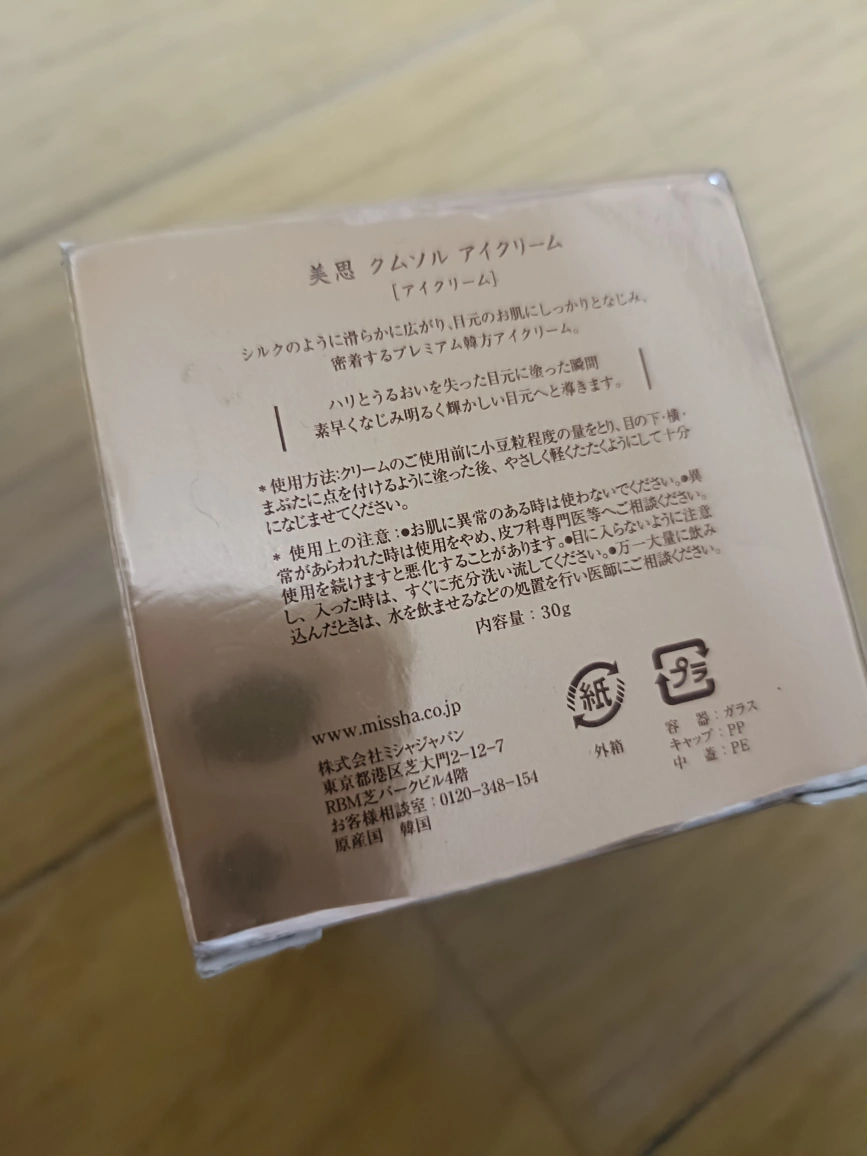 美思 クムソル アイクリーム
[アイクリーム]
シルクのように滑らかに広がり、目元のお肌にしっかりとなじみ、
密着するプレミアム韓方アイクリーム。
ハリとうるおいを失った目元に塗った瞬間
素早くなじみ明るく輝かしい目元へと導きます。
*使用方法:クリームのご使用前に小豆粒程度の量をとり、目の下・横・
まぶたに点を付けるように塗った後、やさしく軽くたたくようにして十分
になじませてください。
* 使用上の注意:●お肌に異常のある時は使わないでください。●異
常があらわれた時は使用をやめ、皮フ科専門医等へご相談ください。
使用を続けますと悪化することがあります。●目に入らないように注意
し、入った時は、すぐに充分洗い流してください。●万一大量に飲み
込んだときは、水を飲ませるなどの処置を行い医師にご相談ください。
内容量:30g
www.missha.co.jp
株式会社ミシャジャパン
東京都港区芝大門2-12-7
RBM芝パークビル4階
お客様相談室:0120-348-154
原産国 韓国
紙
外箱
プラ
容 器:ガラス
キャップ:PP
中 蓋:PE